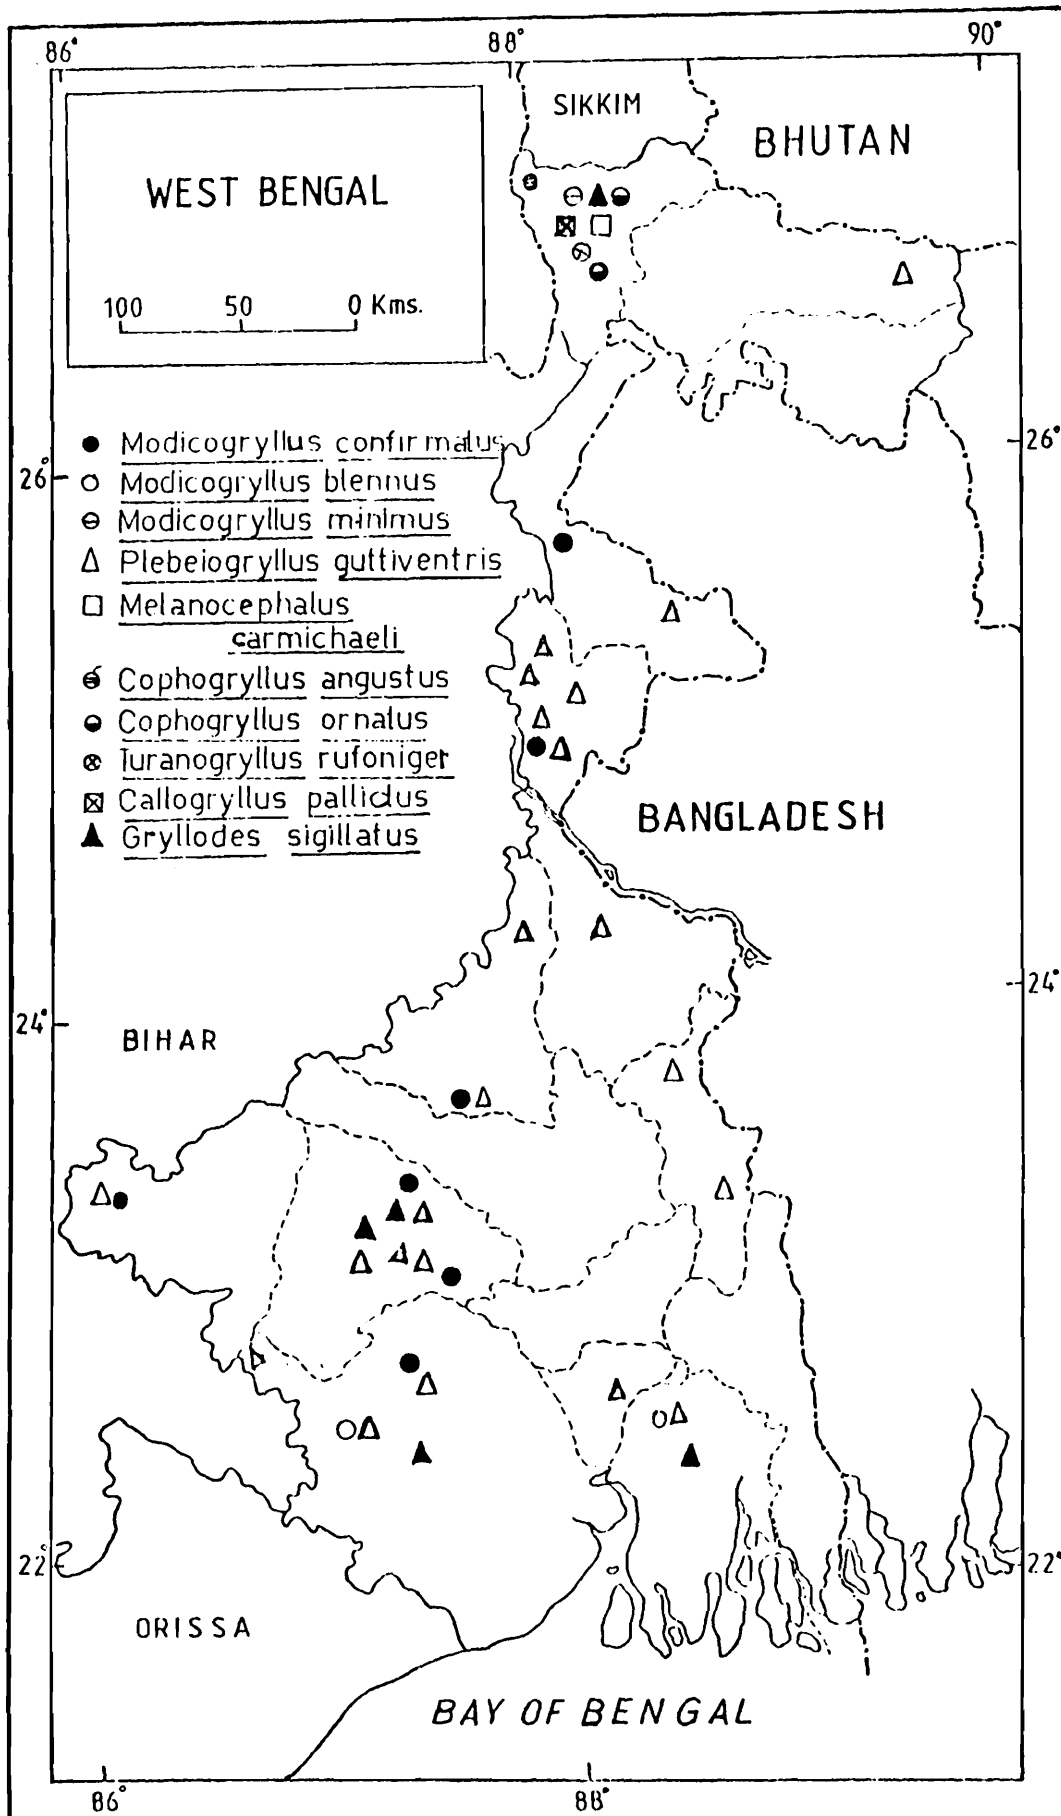 86° 88° 90°
SIKKIM
BHUTAN
WEST BENGAL
100 50 0 Kms.
Modicogryllus confirmalus
26° 26°
Modicogryllus blennus
Modicogryllus minimus
Plebeiogryllus guttiventris
Melanocephalus
carmichaeli
Cophogryllus angustus
Cophogryllus ornalus
Turanogryllus rufoniger
Callogryllus pallidus
Gryllodes sigillatus
BANGLADESH
24° 24°
BIHAR
22° 22°
ORISSA
BAY OF BENGAL
86° 88°